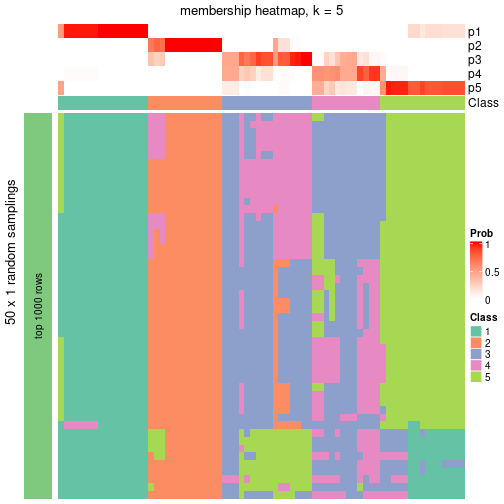 membership heatmap, k = 5
p1
p2
p3
p4
p5
Class
50 x 1 random samplings
top 1000 rows
Prob
1
0.5
0
Class
1
2
3
4
5